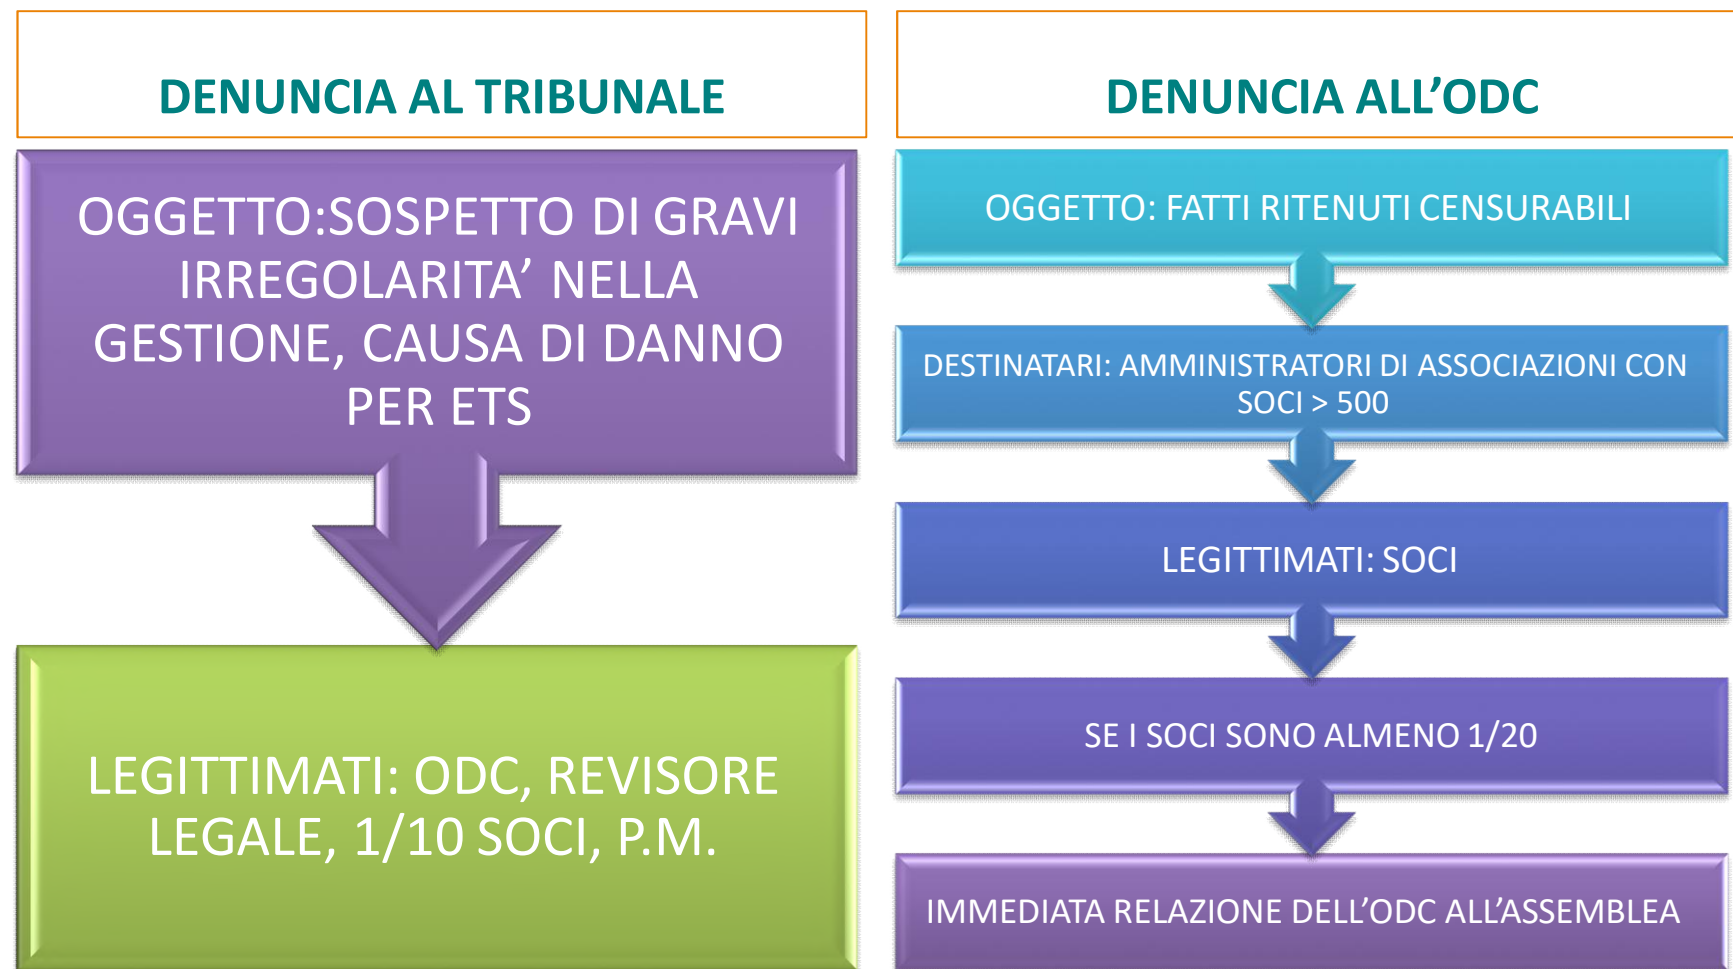 DENUNCIA AL TRIBUNALE
OGGETTO:SOSPETTO DI GRAVI
IRREGOLARITA’ NELLA
GESTIONE, CAUSA DI DANNO
PER ETS
LEGITTIMATI: ODC, REVISORE
LEGALE, 1/10 SOCI, P.M.
DENUNCIA ALL’ODC
OGGETTO: FATTI RITENUTI CENSURABILI
DESTINATARI: AMMINISTRATORI DI ASSOCIAZIONI CON
SOCI > 500
LEGITTIMATI: SOCI
SE I SOCI SONO ALMENO 1/20
IMMEDIATA RELAZIONE DELL’ODC ALL’ASSEMBLEA